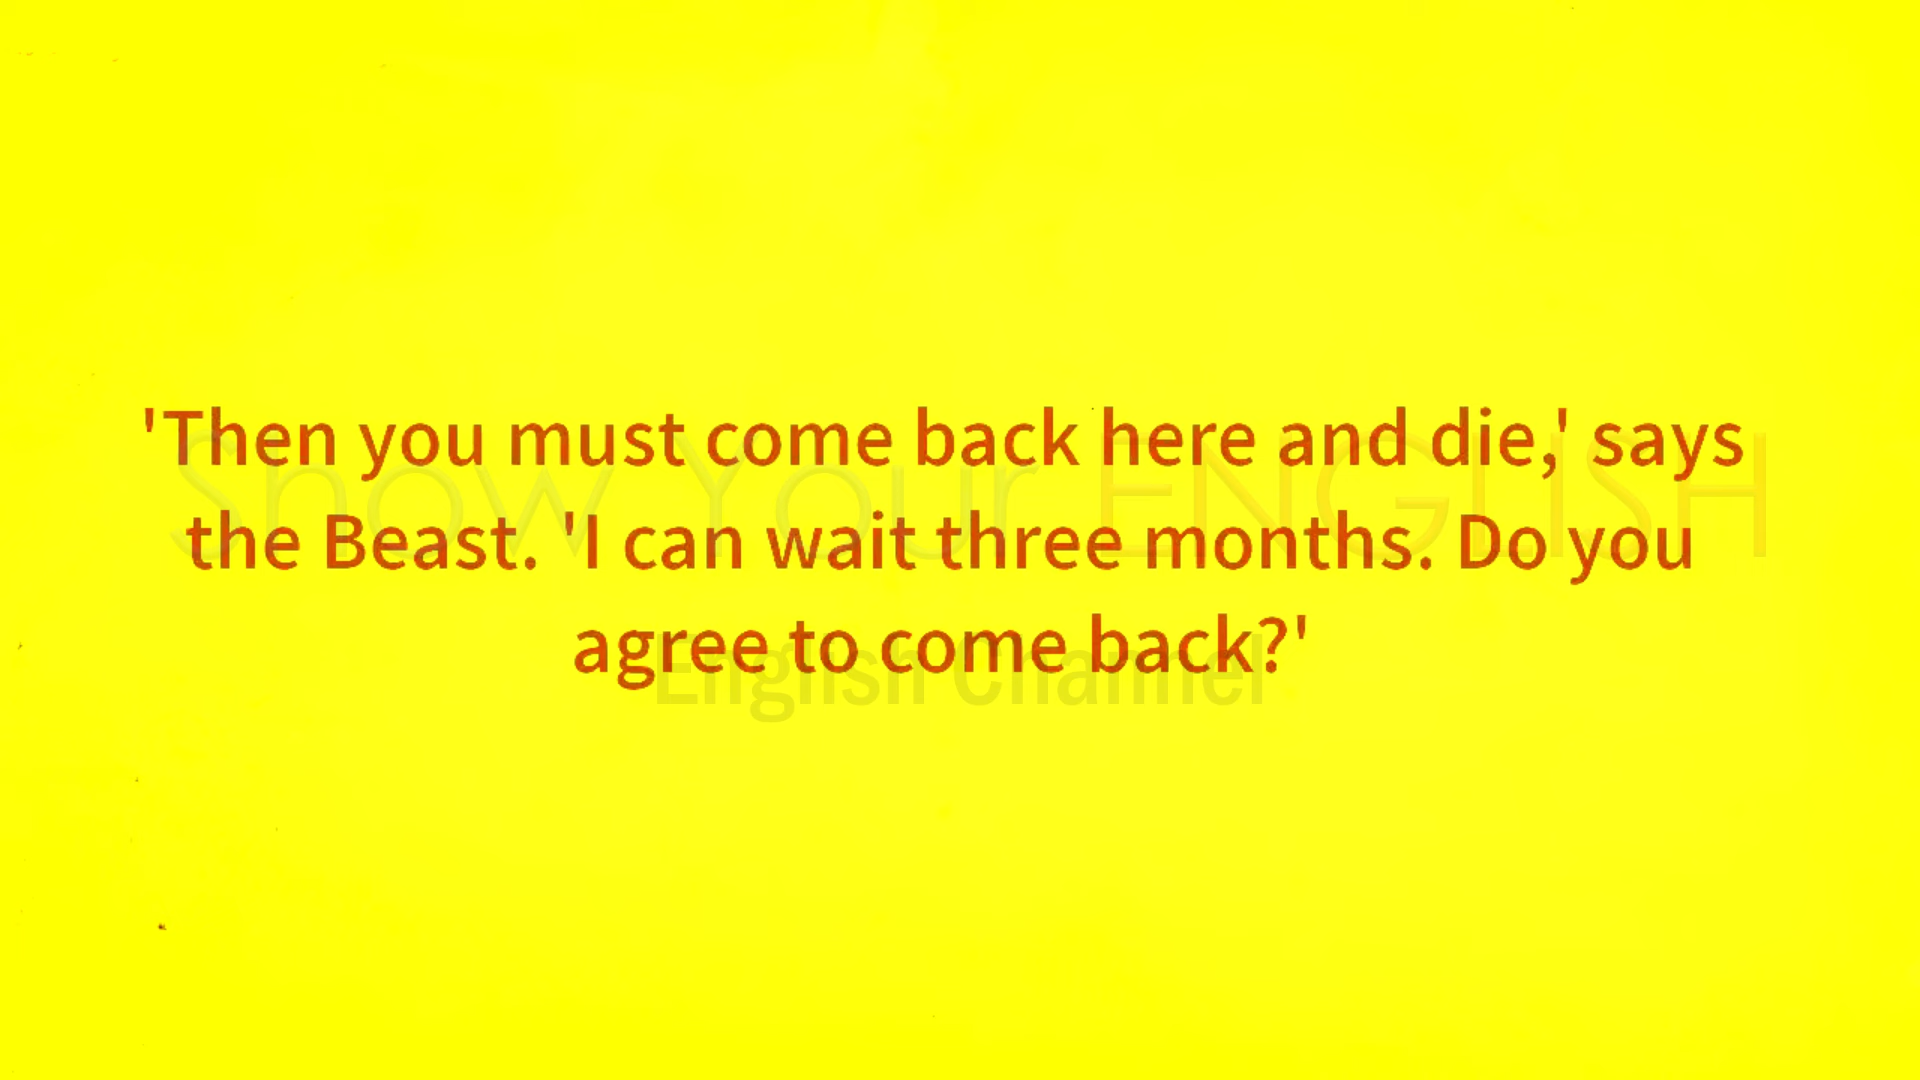 'Then you must come back here and die,' says
the Beast. 'I can wait three months. Do you
agree to come back?'
Show Your ENGLISH
English Channel